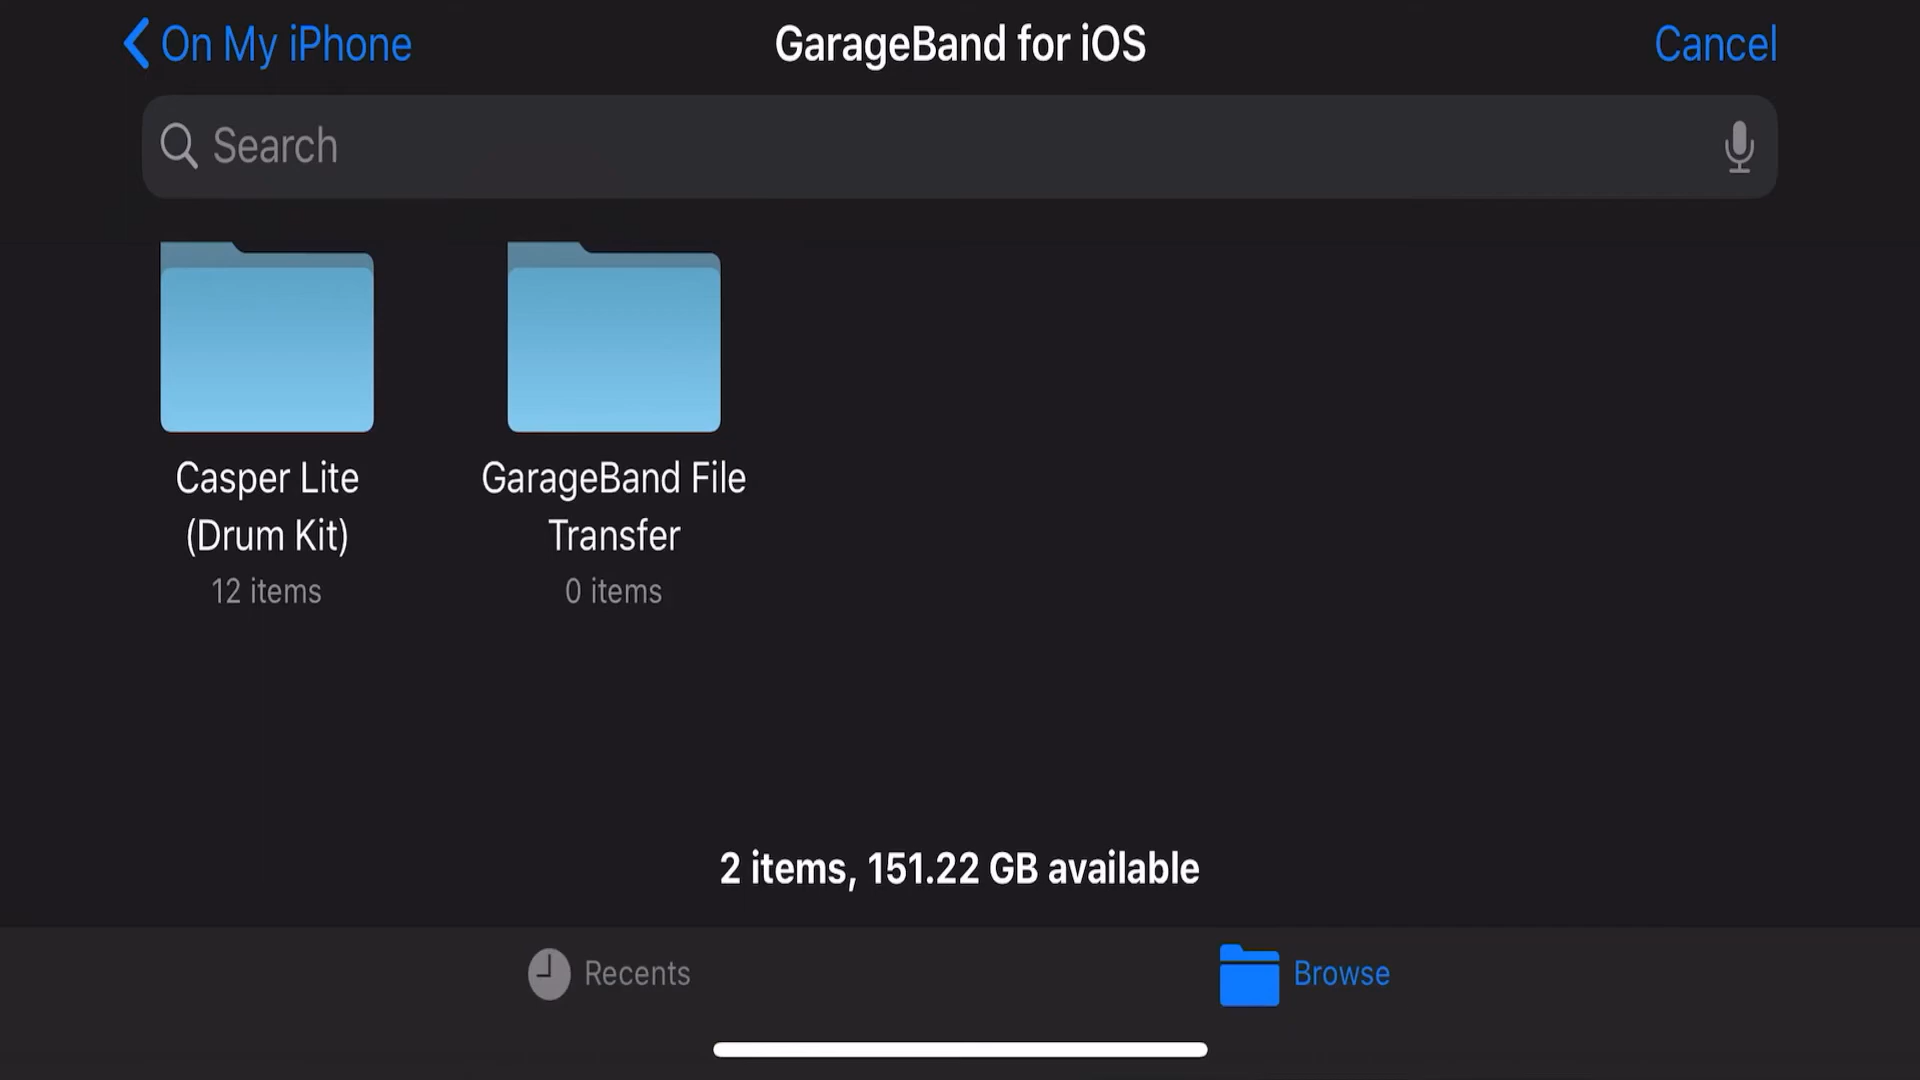 On My iPhone
GarageBand for iOS
Cancel
Search
Casper Lite
(Drum Kit)
12 items
GarageBand File
Transfer
0 items
2 items, 151.22 GB available
Recents
Browse